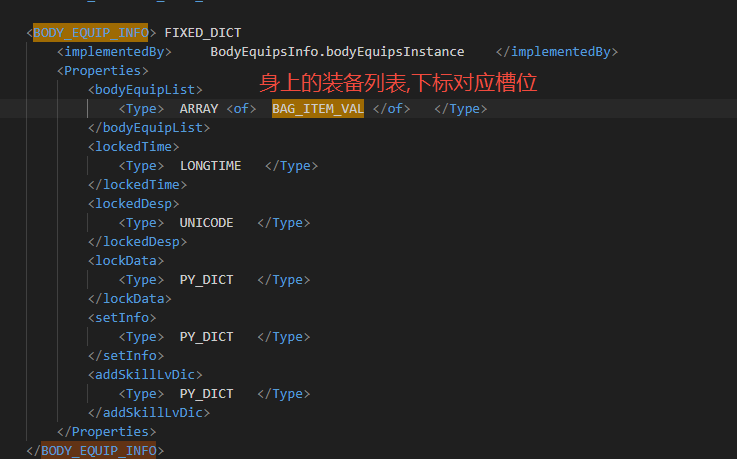 <BODY_EQUIP_INFO> FIXED_DICT
<implementedBy> BodyEquipsInfo.bodyEquipsInstance </implementedBy>
<Properties>
<bodyEquipList> 身上的装备列表,下标对应槽位
<Type> ARRAY <of> BAG_ITEM_VAL </of> </Type>
</bodyEquipList>
<lockedTime>
<Type> LONGTIME </Type>
</lockedTime>
<lockedDesp>
<Type> UNICODE </Type>
</lockedDesp>
<lockData>
<Type> PY_DICT </Type>
</lockData>
<setInfo>
<Type> PY_DICT </Type>
</setInfo>
<addSkillLvDic>
<Type> PY_DICT </Type>
</addSkillLvDic>
</Properties>
</BODY_EQUIP_INFO>